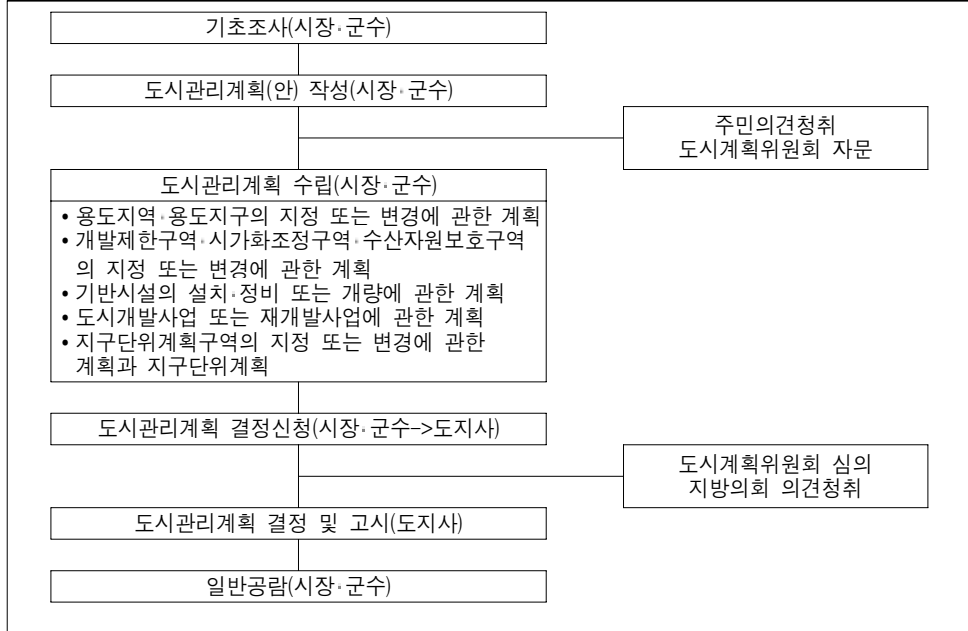 기초조사(시장·군수)
도시관리계획(안) 작성(시장·군수)
주민의견청취
도시계획위원회 자문
도시관리계획 수립(시장·군수)
• 용도지역·용도지구의 지정 또는 변경에 관한 계획
• 개발제한구역·시가화조정구역·수산자원보호구역
의 지정 또는 변경에 관한 계획
• 기반시설의 설치·정비 또는 개량에 관한 계획
• 도시개발사업 또는 재개발사업에 관한 계획
• 지구단위계획구역의 지정 또는 변경에 관한
계획과 지구단위계획
도시관리계획 결정신청(시장·군수->도지사)
도시계획위원회 심의
지방의회 의견청취
도시관리계획 결정 및 고시(도지사)
일반공람(시장·군수)